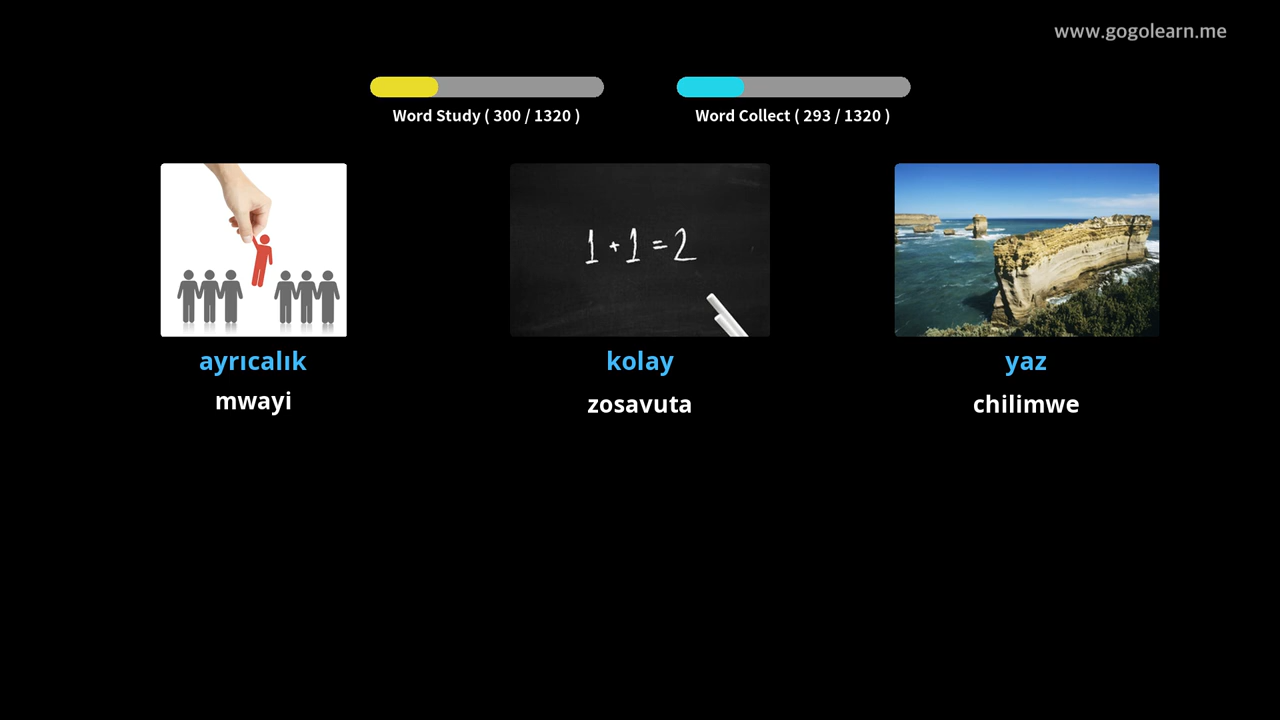 www.gogolearn.me
Word Study ( 300 / 1320 )
Word Collect ( 293 / 1320 )
1 + 1 = 2
ayrıcalık
kolay
yaz
mwayi
zosavuta
chilimwe